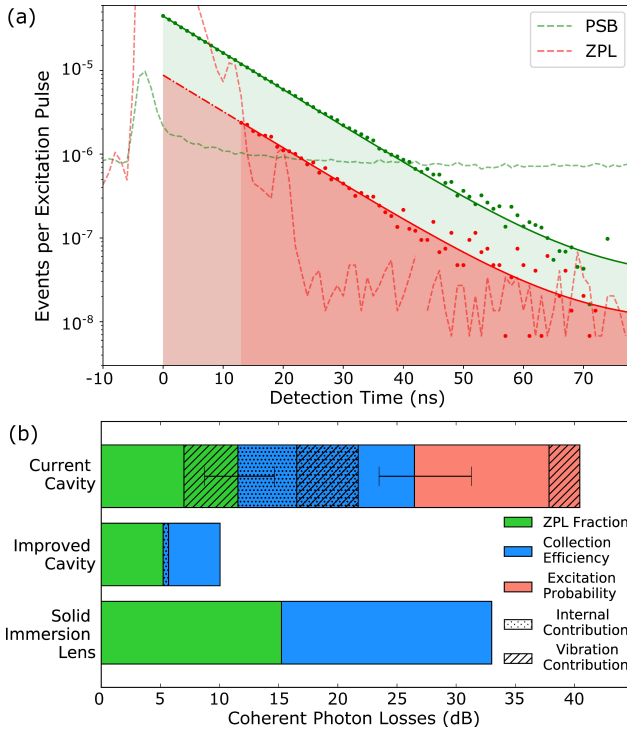 (a)
PSB
ZPL
Events per Excitation Pulse
10⁻⁵
10⁻⁶
10⁻⁷
10⁻⁸
-10 0 10 20 30 40 50 60 70
Detection Time (ns)
(b)
Current
Cavity
Improved
Cavity
Solid
Immersion
Lens
ZPL Fraction
Collection
Efficiency
Excitation
Probability
Internal
Contribution
Vibration
Contribution
0 5 10 15 20 25 30 35 40
Coherent Photon Losses (dB)